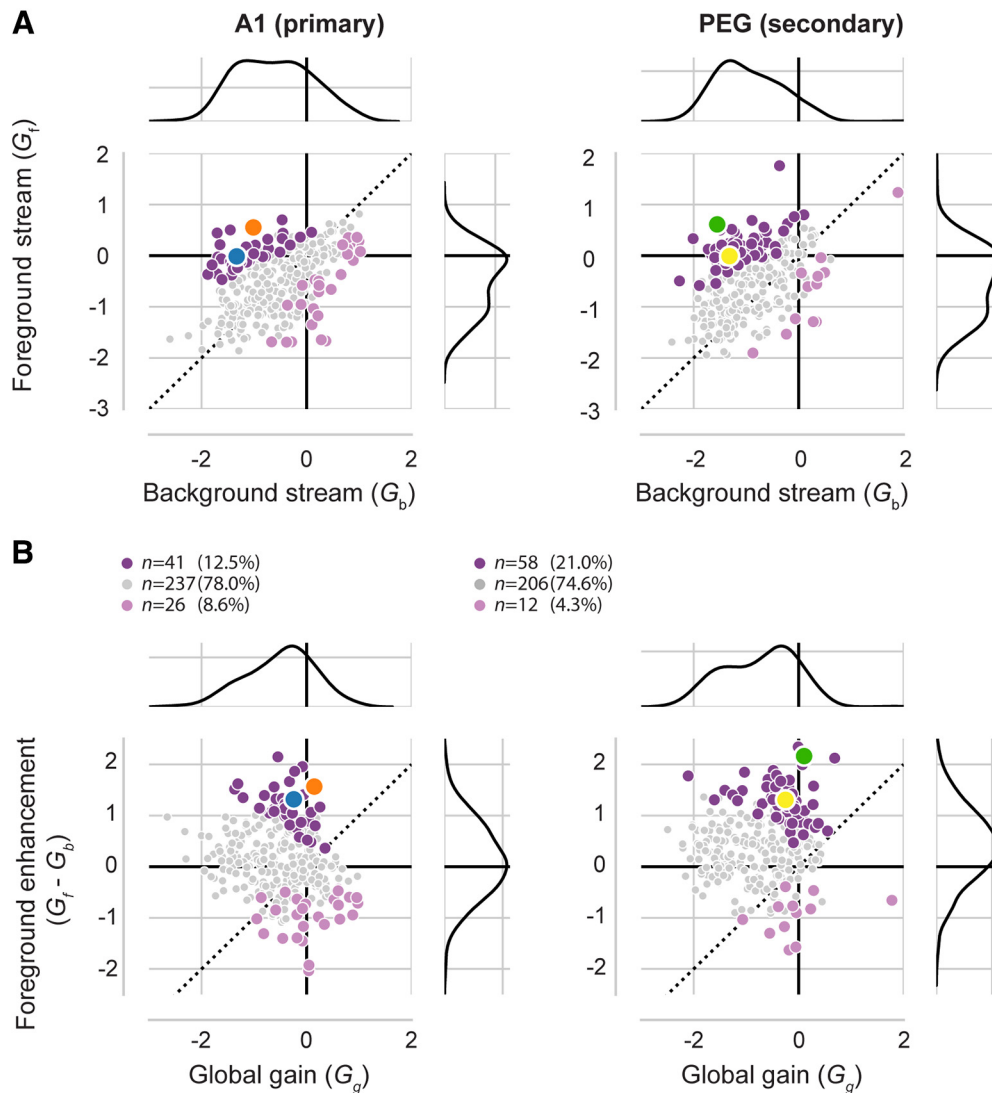 A
A1 (primary)
PEG (secondary)
Foreground stream (Gf)
2
1
0
-1
-2
-3
-2
0
2
Background stream (Gb)
2
1
0
-1
-2
-3
-2
0
2
Background stream (Gb)
B
n=41 (12.5%)
n=237(78.0%)
n=26 (8.6%)
n=58 (21.0%)
n=206(74.6%)
n=12 (4.3%)
Foreground enhancement
(Gf - Gb)
2
1
0
-1
-2
0
2
Global gain (Gg)
2
1
0
-1
-2
-2
0
2
Global gain (Gg)